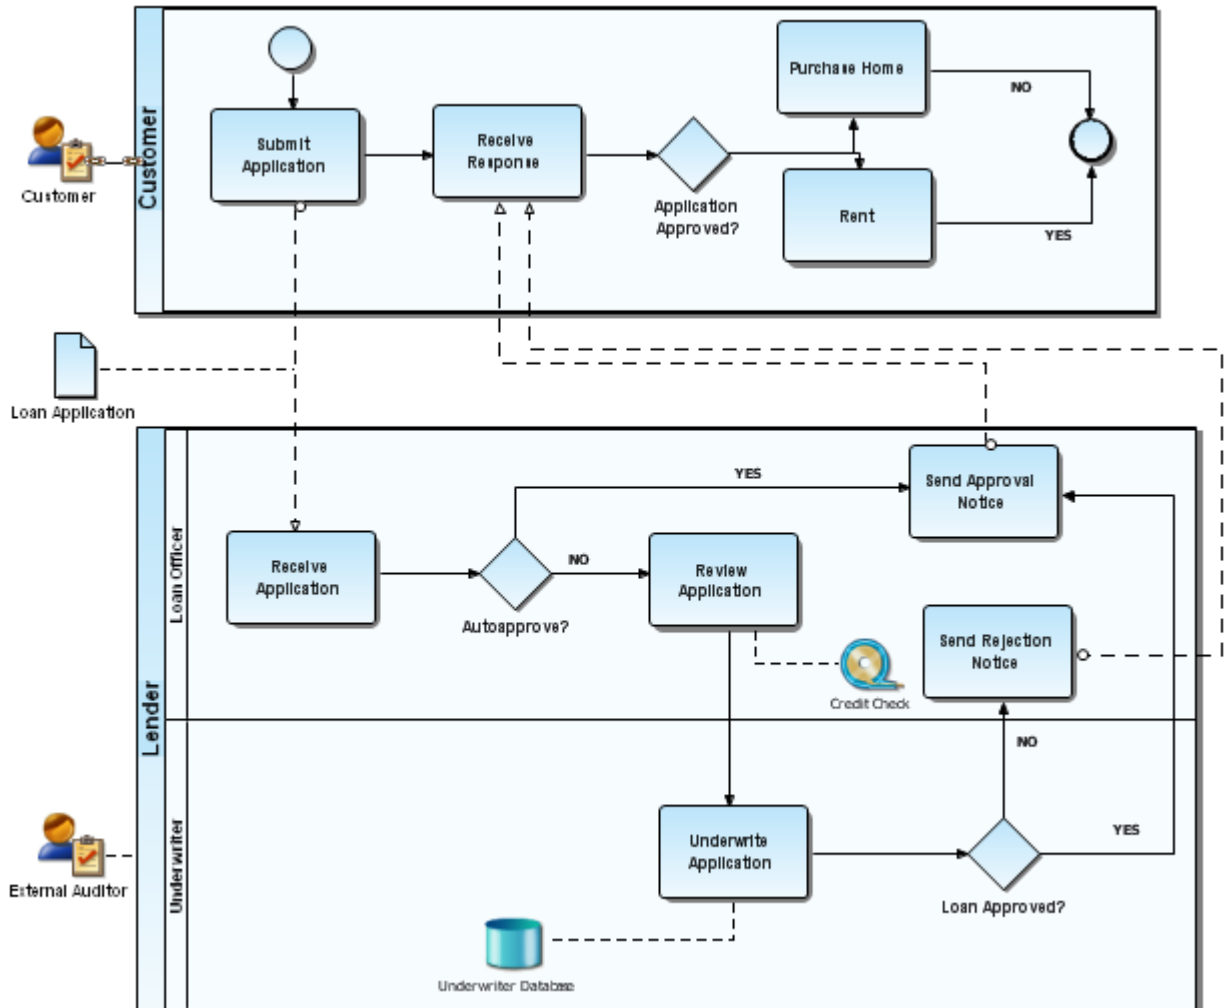 Purchase Home
NO
Submit
Application
Receive
Response
Customer
Customer
Application
Approved?
Rent
YES
Loan Application
YES
Send Approval
Notice
Loan Officer
Receive
Application
NO
Review
Application
Autoapprove?
Send Rejection
Notice
Credit Check
Lender
NO
Underwriter
Underwrite
Application
YES
External Auditor
Loan Approved?
Underwriter Database